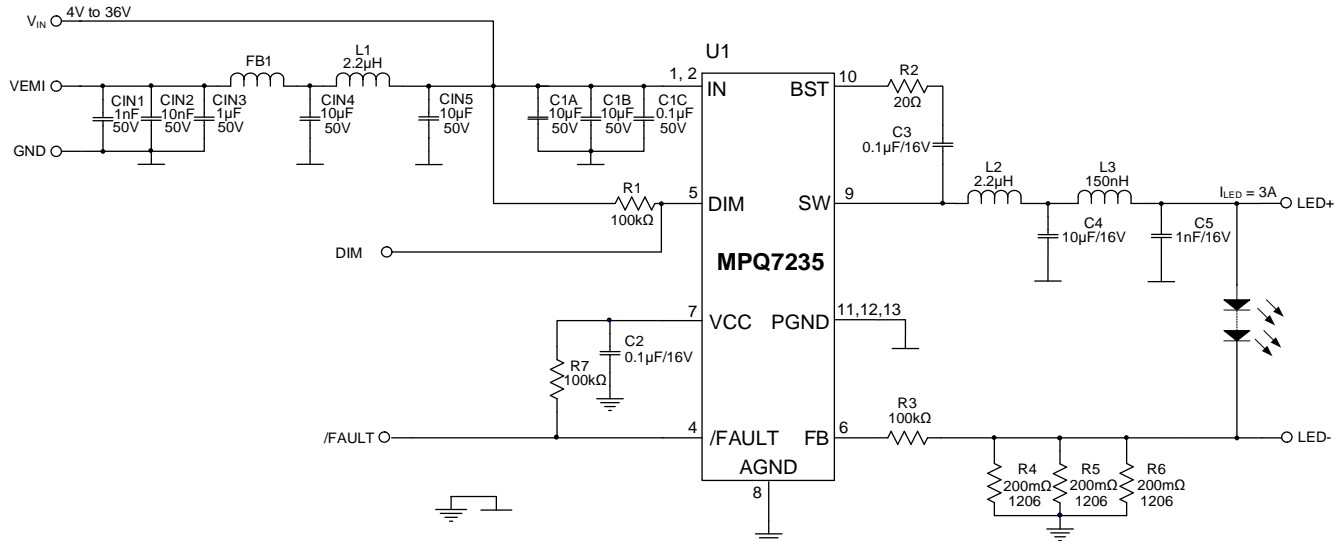 V_IN 4V to 36V
VEMI
CIN1
1nF
50V
CIN2
10nF
50V
CIN3
1µF
50V
GND
FB1
L1
2.2µH
CIN4
10µF
50V
CIN5
10µF
50V
C1A
10µF
50V
C1B
10µF
50V
C1C
0.1µF
50V
R1
100kΩ
DIM
C2
0.1µF/16V
R7
100kΩ
/FAULT
U1
1, 2
IN
5
DIM
MPQ7235
7
VCC
4
/FAULT
AGND
8
BST
10
SW
9
PGND
11,12,13
FB
6
R2
20Ω
C3
0.1µF/16V
L2
2.2µH
L3
150nH
C4
10µF/16V
C5
1nF/16V
I_LED = 3A
LED+
R3
100kΩ
LED-
R4
200mΩ
1206
R5
200mΩ
1206
R6
200mΩ
1206